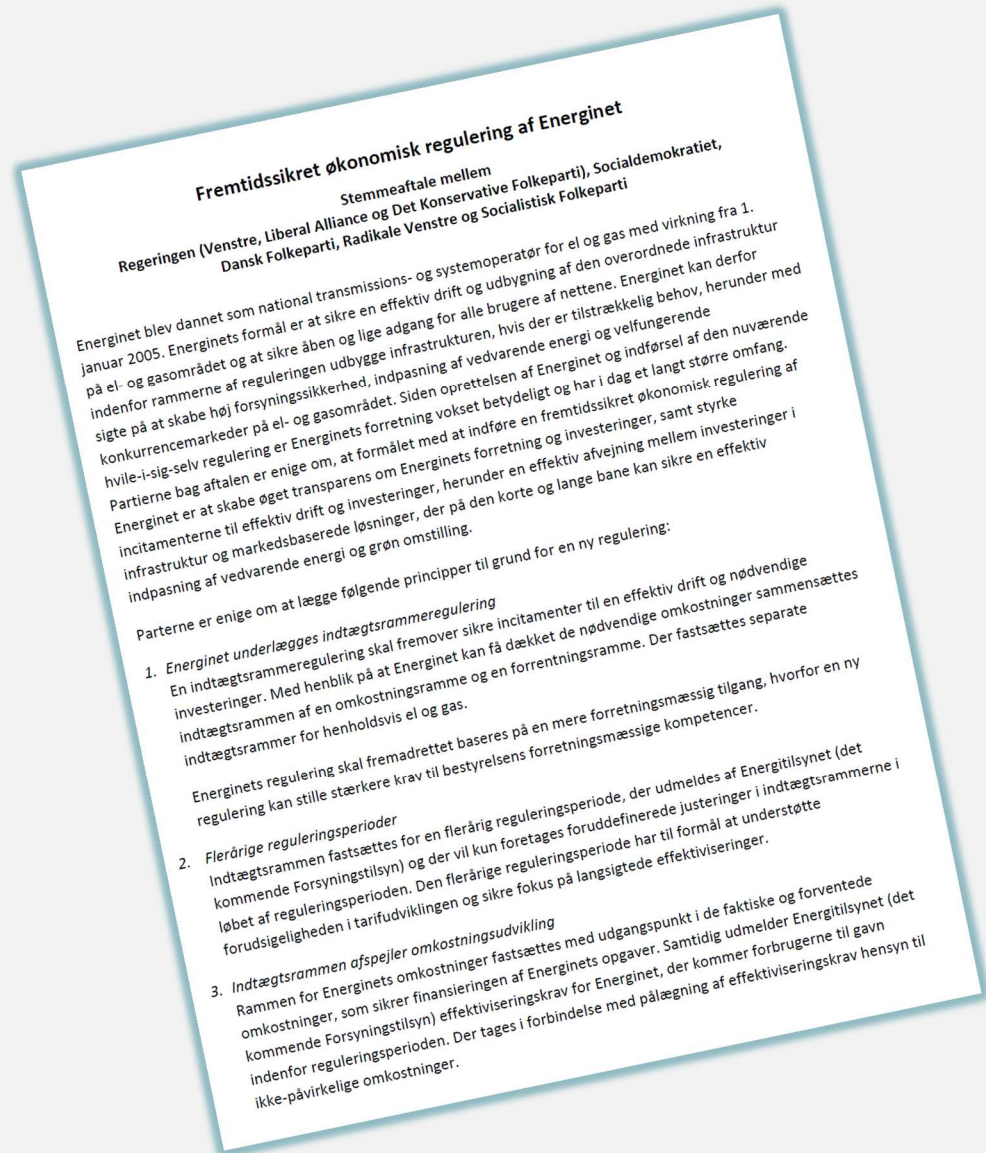 Fremtidssikret økonomisk regulering af Energinet
Stemmeaftale mellem
Regeringen (Venstre, Liberal Alliance og Det Konservative Folkeparti), Socialdemokratiet,
Dansk Folkeparti, Radikale Venstre og Socialistisk Folkeparti
Energinet blev dannet som national transmissions- og systemoperatør for el og gas med virkning fra 1.
januar 2005. Energinets formål er at sikre en effektiv drift og udbygning af den overordnede infrastruktur
på el- og gasområdet og at sikre åben og lige adgang for alle brugere af nettene. Energinet kan derfor
indenfor rammerne af reguleringen udbygge infrastrukturen, hvis der er tilstrækkelig behov, herunder med
sigte på at skabe høj forsyningssikkerhed, indpasning af vedvarende energi og velfungerende
konkurrencemarkeder på el- og gasområdet. Siden oprettelsen af Energinet og indførsel af den nuværende
hvile-i-sig-selv regulering er Energinets forretning vokset betydeligt og har i dag et langt større omfang.
Partierne bag aftalen er enige om, at formålet med at indføre en fremtidssikret økonomisk regulering af
Energinet er at skabe øget transparens om Energinets forretning og investeringer, samt styrke
incitamenterne til effektiv drift og investeringer, herunder en effektiv afvejning mellem investeringer i
infrastruktur og markedsbaserede løsninger, der på den korte og lange bane kan sikre en effektiv
indpasning af vedvarende energi og grøn omstilling.
Parterne er enige om at lægge følgende principper til grund for en ny regulering:
1. Energinet underlægges indtægtsrammeregulering
En indtægtsrammeregulering skal fremover sikre incitamenter til en effektiv drift og nødvendige
investeringer. Med henblik på at Energinet kan få dækket de nødvendige omkostninger sammensættes
indtægtsrammen af en omkostningsramme og en forrentningsramme. Der fastsættes separate
indtægtsrammer for henholdsvis el og gas.
Energinets regulering skal fremadrettet baseres på en mere forretningsmæssig tilgang, hvorfor en ny
regulering kan stille stærkere krav til bestyrelsens forretningsmæssige kompetencer.
2. Flerårige reguleringsperioder
Indtægtsrammen fastsættes for en flerårig reguleringsperiode, der udmeldes af Energitilsynet (det
kommende Forsyningstilsyn) og der vil kun foretages foruddefinerede justeringer i indtægtsrammerne i
løbet af reguleringsperioden. Den flerårige reguleringsperiode har til formål at understøtte
forudsigeligheden i tarifudviklingen og sikre fokus på langsigtede effektiviseringer.
3. Indtægtsrammen afspejler omkostningsudvikling
Rammen for Energinets omkostninger fastsættes med udgangspunkt i de faktiske og forventede
omkostninger, som sikrer finansieringen af Energinets opgaver. Samtidig udmelder Energitilsynet (det
kommende Forsyningstilsyn) effektiviseringskrav for Energinet, der kommer forbrugerne til gavn
indenfor reguleringsperioden. Der tages i forbindelse med pålægning af effektiviseringskrav hensyn til
ikke-påvirkelige omkostninger.